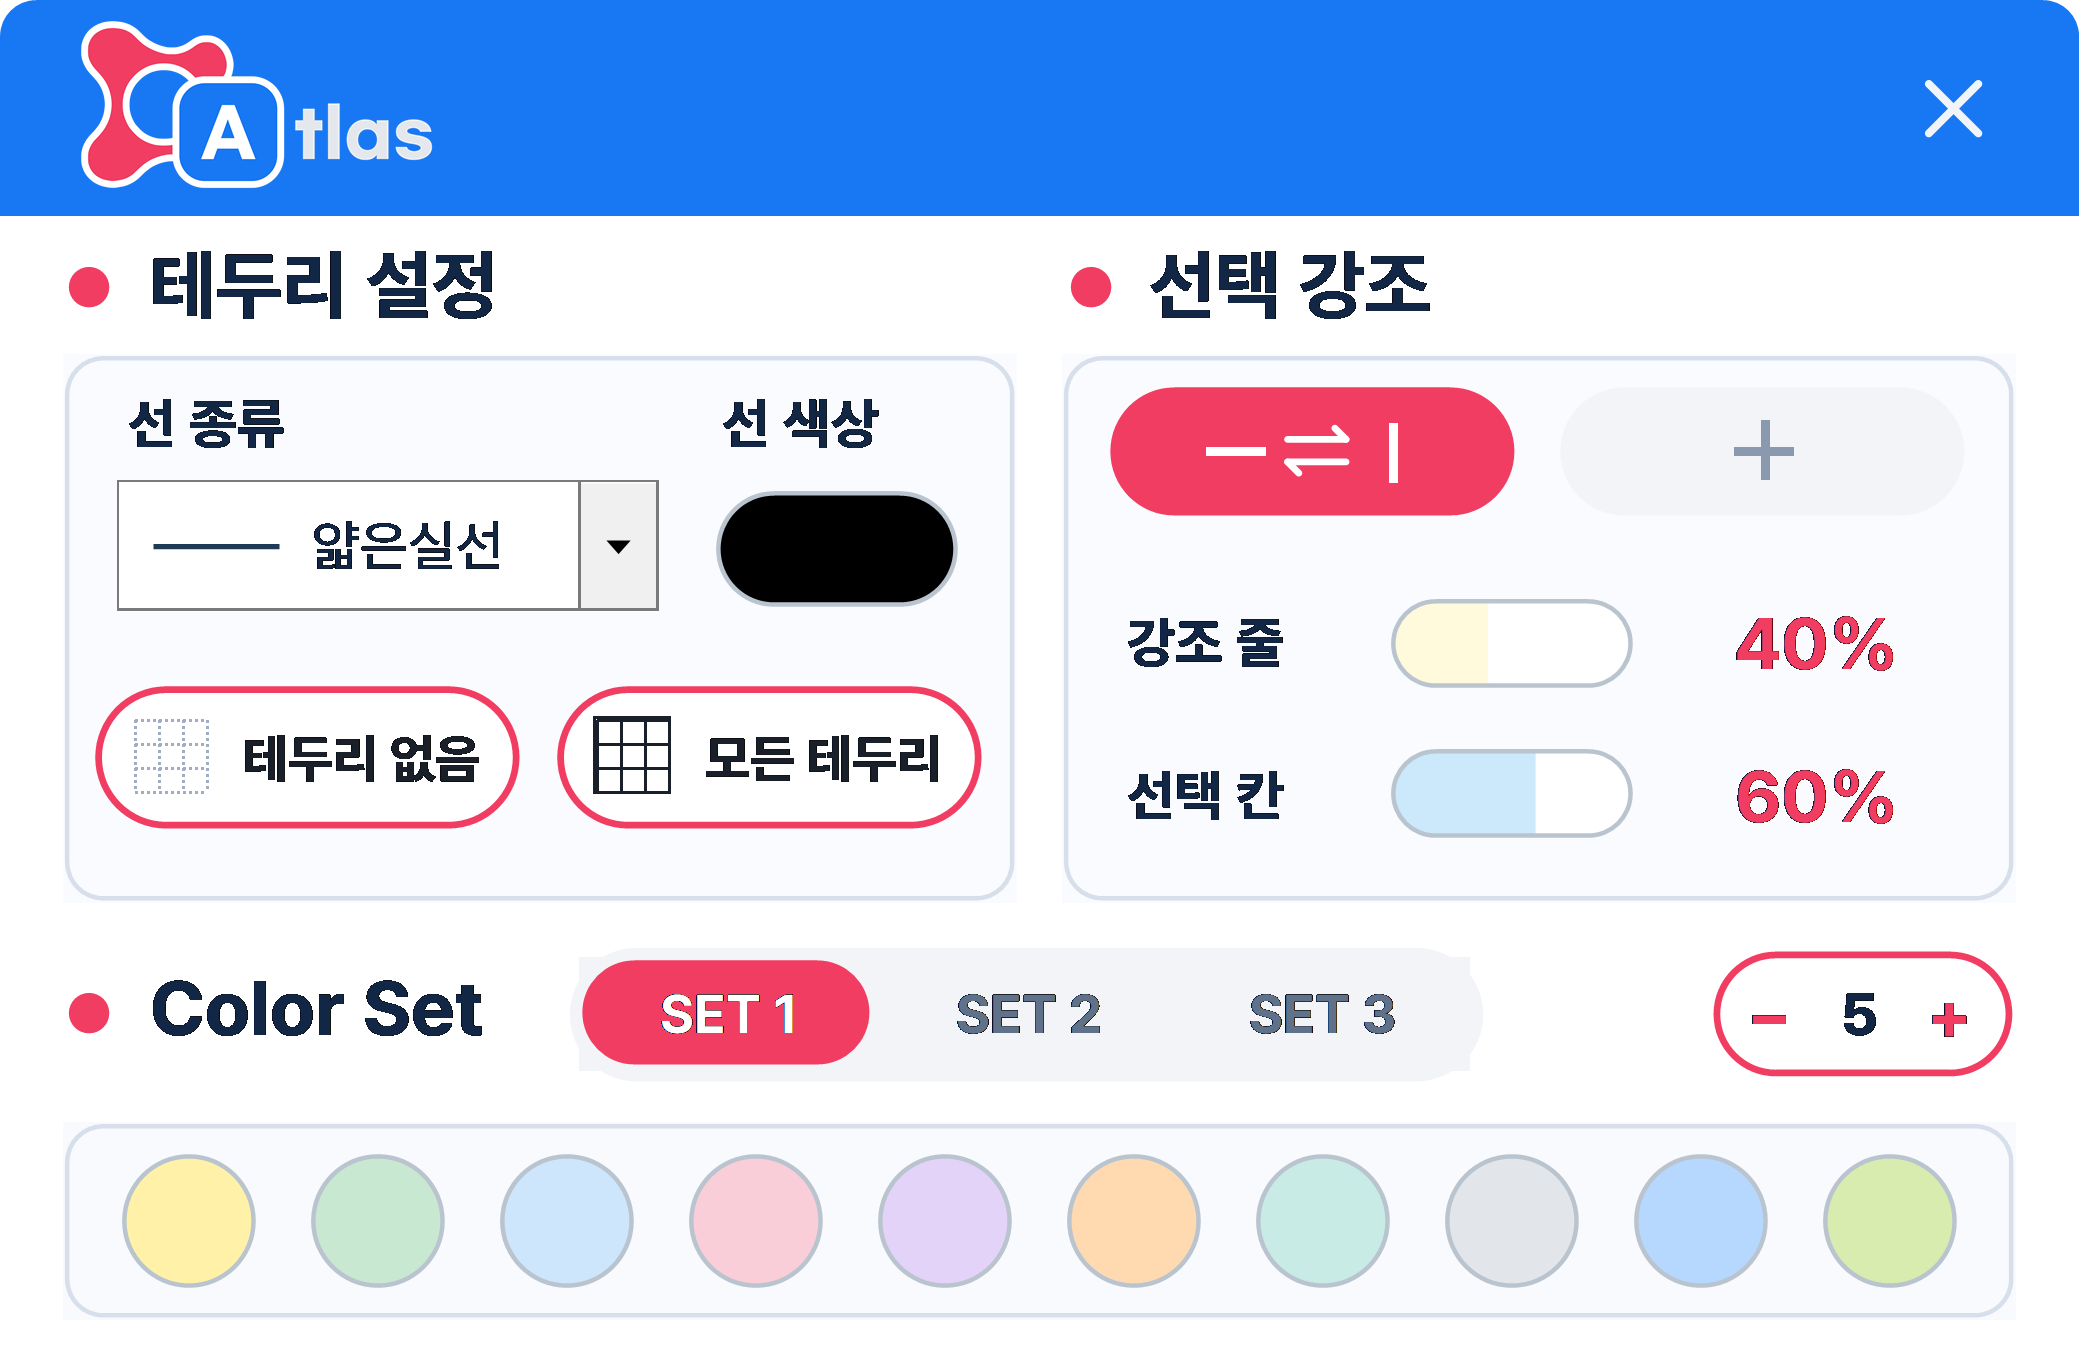 Atlas
테두리 설정
선 종류
선 색상
얇은실선
테두리 없음
모든 테두리
선택 강조
강조 줄
40%
선택 칸
60%
Color Set
SET 1
SET 2
SET 3
- 5 +